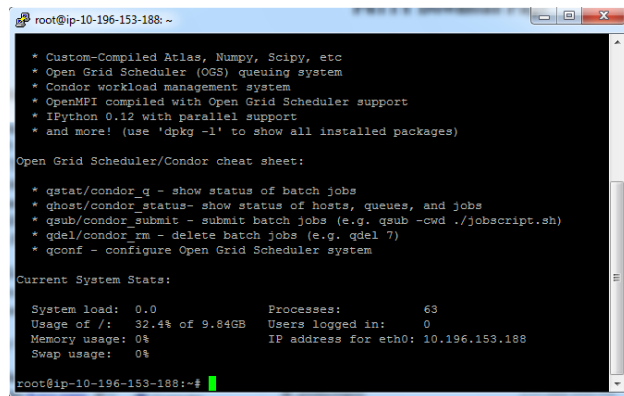 root@ip-10-196-153-188: ~
* Custom-Compiled Atlas, Numpy, Scipy, etc
* Open Grid Scheduler (OGS) queuing system
* Condor workload management system
* OpenMPI compiled with Open Grid Scheduler support
* IPython 0.12 with parallel support
* and more! (use 'dpkg -l' to show all installed packages)
Open Grid Scheduler/Condor cheat sheet:
* qstat/condor_q - show status of batch jobs
* qhost/condor_status- show status of hosts, queues, and jobs
* qsub/condor_submit - submit batch jobs (e.g. qsub -cwd ./jobscript.sh)
* qdel/condor_rm - delete batch jobs (e.g. qdel 7)
* qconf - configure Open Grid Scheduler system
Current System Stats:
System load: 0.0 Processes: 63
Usage of /: 32.4% of 9.84GB Users logged in: 0
Memory usage: 0% IP address for eth0: 10.196.153.188
Swap usage: 0%
root@ip-10-196-153-188:~#